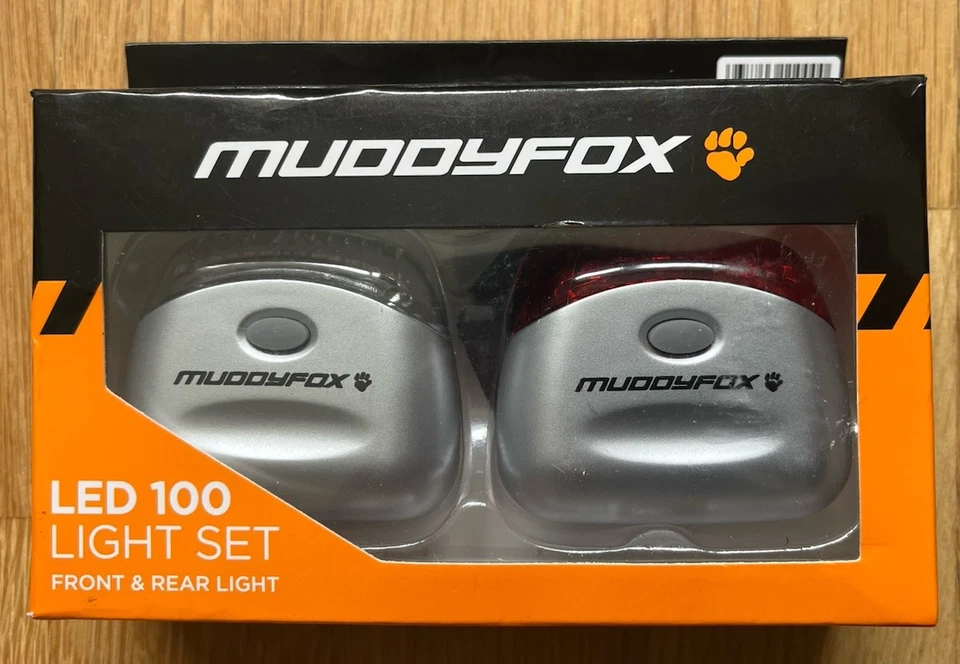 MUDDYFOX
MUDDYFOX
MUDDYFOX
LED 100
LIGHT SET
FRONT & REAR LIGHT